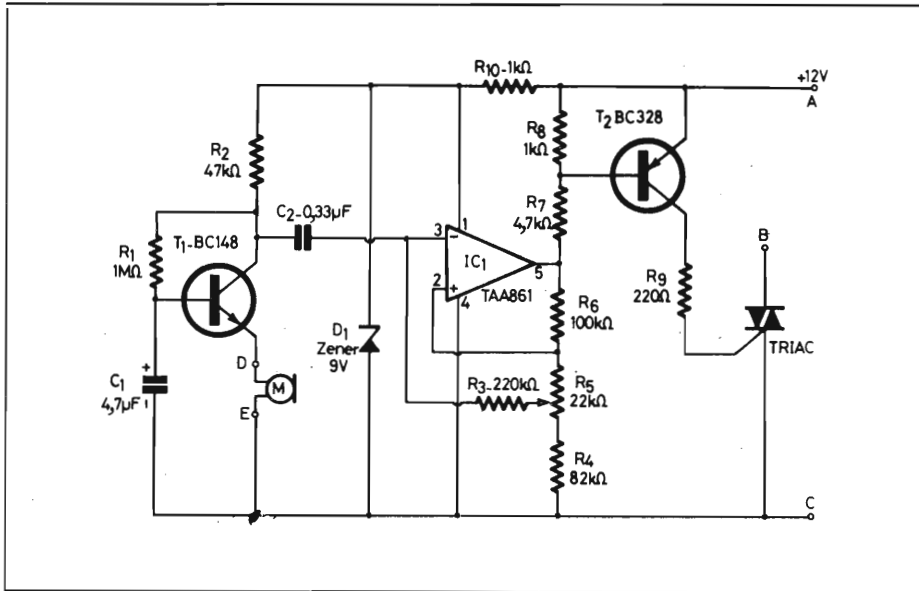 R10-1kΩ
+12V
A
R2
47kΩ
R8
1kΩ
T2 BC328
C2-0,33µF
T1-BC148
R1
1MΩ
R7
4,7kΩ
3
-
1
IC1
5
2
+
4
TAA861
B
R6
100kΩ
R9
220Ω
TRIAC
D1
Zener
9V
D
M
E
+
C1
4,7µF
R3-220kΩ
R5
22kΩ
R4
82kΩ
C